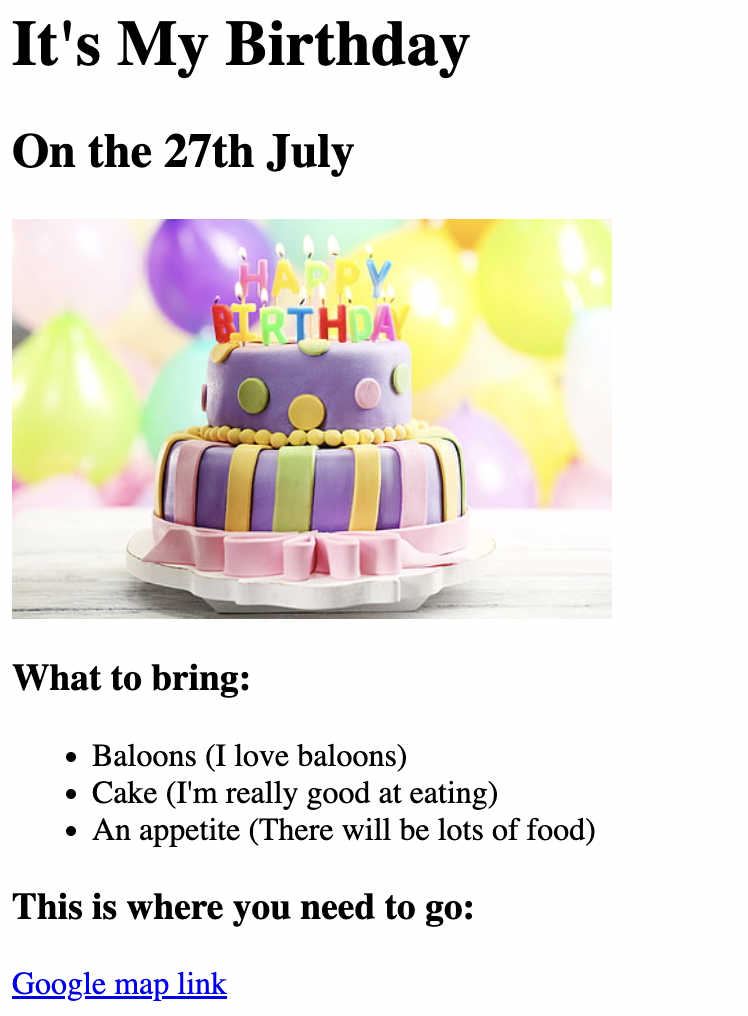 It's My Birthday
On the 27th July
HAPPY
BIRTHDAY
What to bring:
Baloons (I love baloons)
Cake (I'm really good at eating)
An appetite (There will be lots of food)
This is where you need to go:
Google map link